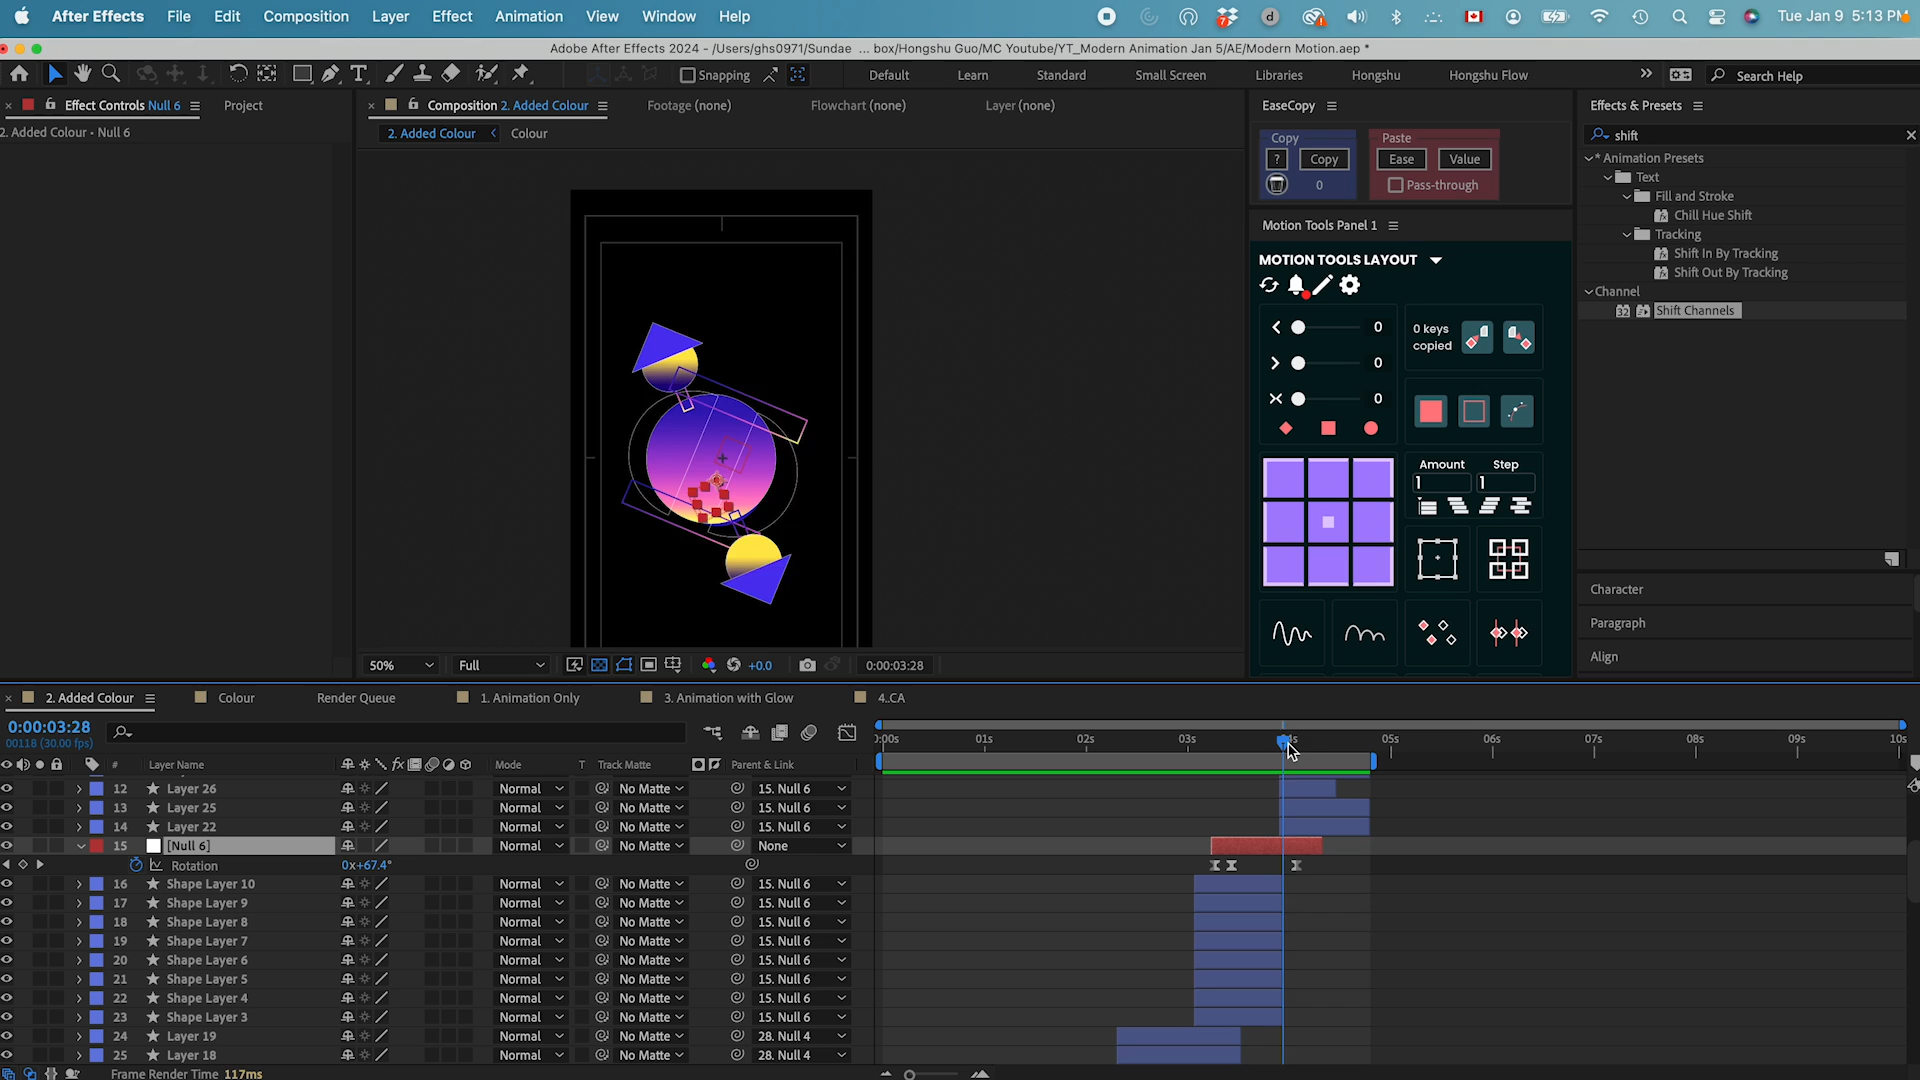 After Effects File Edit Composition Layer Effect Animation View Window Help Tue Jan 9 5:13 PM
Adobe After Effects 2024 - /Users/ghs0971/Sundae ... box/Hongshu Guo/MC Youtube/YT_Modern Animation Jan 5/AE/Modern Motion.aep *
Snapping Default Learn Standard Small Screen Libraries Hongshu Hongshu Flow Search Help
Effect Controls Null 6 Project Composition 2. Added Colour Footage (none) Flowchart (none) Layer (none) EaseCopy Effects & Presets
2. Added Colour • Null 6 2. Added Colour Colour
Copy Paste
? Copy Ease Value
0 Pass-through
shift
* Animation Presets
Text
Fill and Stroke
Chill Hue Shift
Tracking
Shift In By Tracking
Shift Out By Tracking
Channel
32 Shift Channels
Motion Tools Panel 1
MOTION TOOLS LAYOUT
0 0 keys copied
0
0
Amount Step
1 1
Character
Paragraph
Align
50% Full +0.0 0:00:03:28
2. Added Colour Colour Render Queue 1. Animation Only 3. Animation with Glow 4.CA
0:00:03:28
00118 (30.00 fps)
0:00s 01s 02s 03s 05s 06s 07s 08s 09s 10s
# Layer Name fx Mode T Track Matte Parent & Link
12 Layer 26 Normal No Matte 15. Null 6
13 Layer 25 Normal No Matte 15. Null 6
14 Layer 22 Normal No Matte 15. Null 6
15 [Null 6] Normal No Matte None
Rotation 0x+67.4°
16 Shape Layer 10 Normal No Matte 15. Null 6
17 Shape Layer 9 Normal No Matte 15. Null 6
18 Shape Layer 8 Normal No Matte 15. Null 6
19 Shape Layer 7 Normal No Matte 15. Null 6
20 Shape Layer 6 Normal No Matte 15. Null 6
21 Shape Layer 5 Normal No Matte 15. Null 6
22 Shape Layer 4 Normal No Matte 15. Null 6
23 Shape Layer 3 Normal No Matte 15. Null 6
24 Layer 19 Normal No Matte 28. Null 4
25 Layer 18 Normal No Matte 28. Null 4
Frame Render Time 117ms